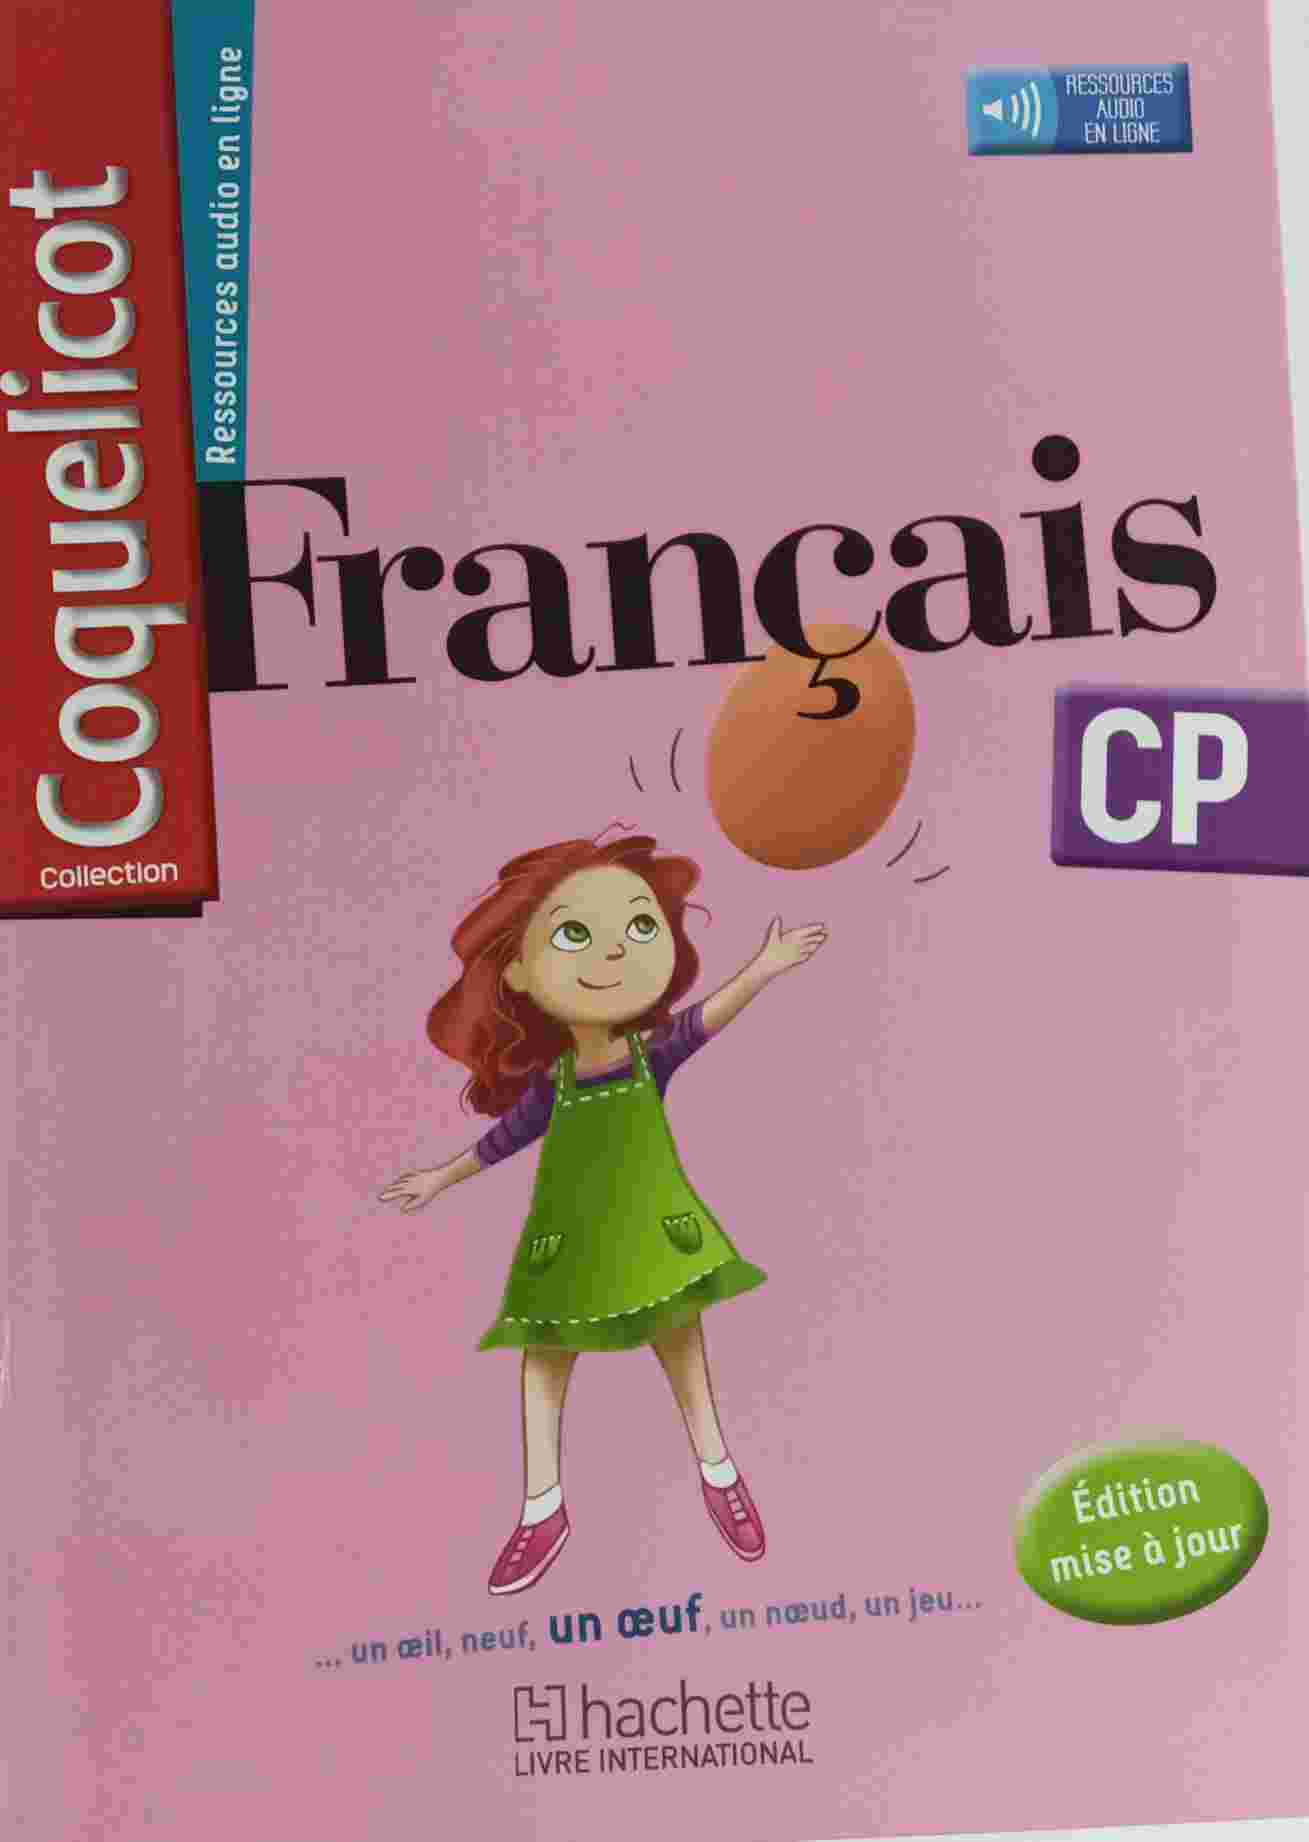 Ressources audio en ligne
RESSOURCES
AUDIO
EN LIGNE
Coquelicot
Collection
Français
CP
Édition
mise à jour
... un œil, neuf, un œuf, un nœud, un jeu...
hachette
LIVRE INTERNATIONAL